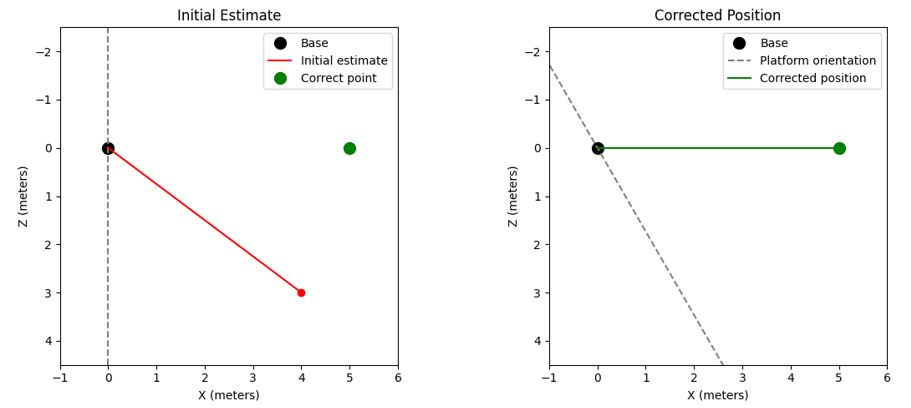 Initial Estimate
Base
Initial estimate
Correct point
−2
−1
0
1
2
3
4
Z (meters)
−1 0 1 2 3 4 5 6
X (meters)
Corrected Position
Base
Platform orientation
Corrected position
−2
−1
0
1
2
3
4
Z (meters)
−1 0 1 2 3 4 5 6
X (meters)